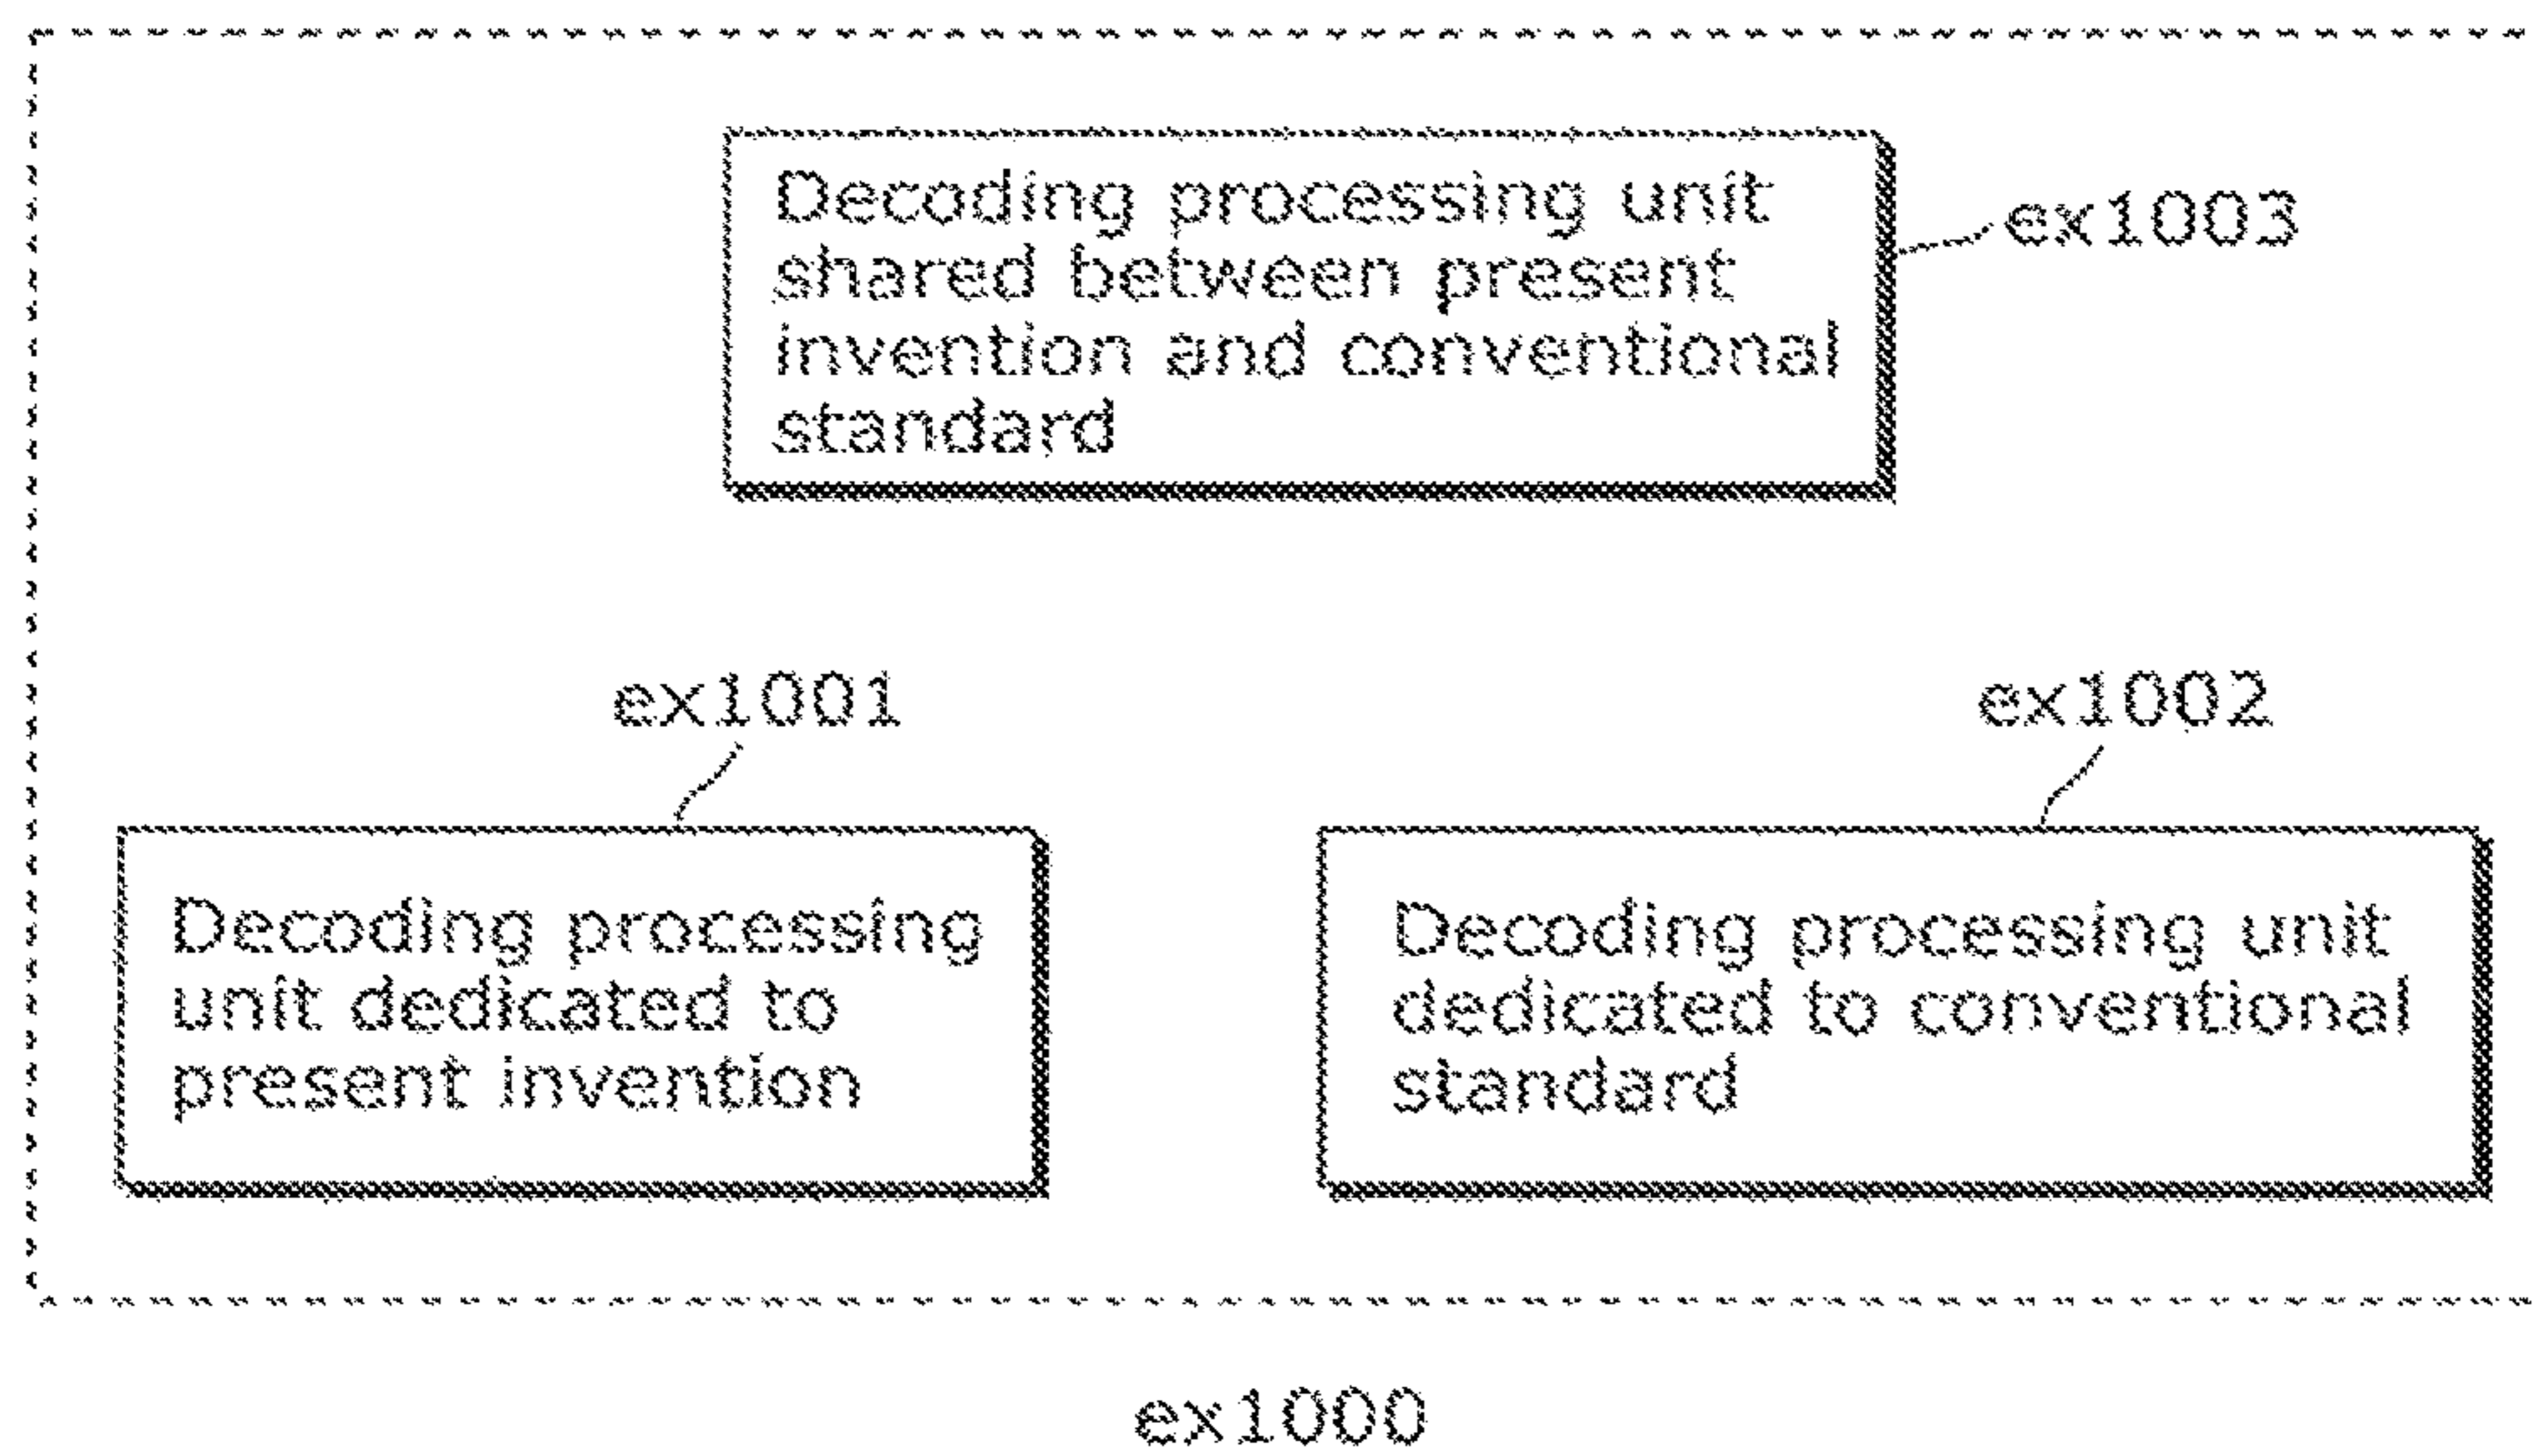 Decoding processing unit
shared between present
invention and conventional
standard
ex1003
ex1001
ex1002
Decoding processing
unit dedicated to
present invention
Decoding processing unit
dedicated to conventional
standard
ex1000